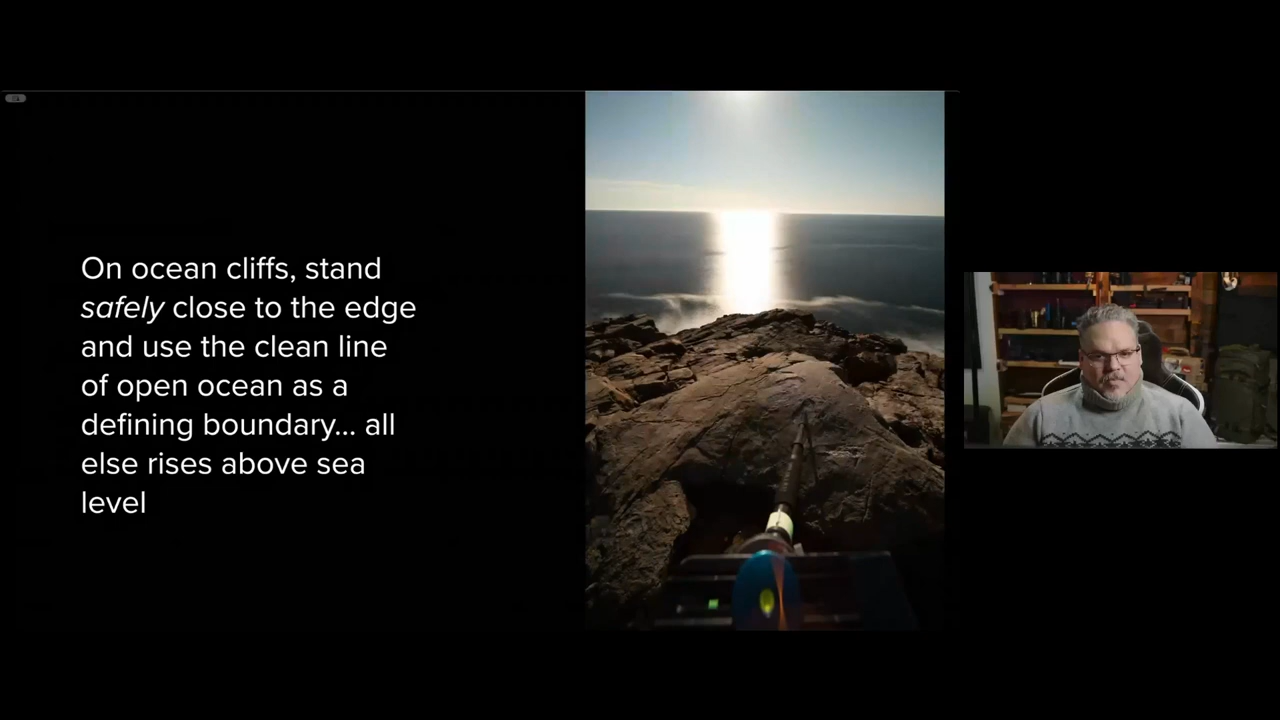 On ocean cliffs, stand
safely close to the edge
and use the clean line
of open ocean as a
defining boundary... all
else rises above sea
level